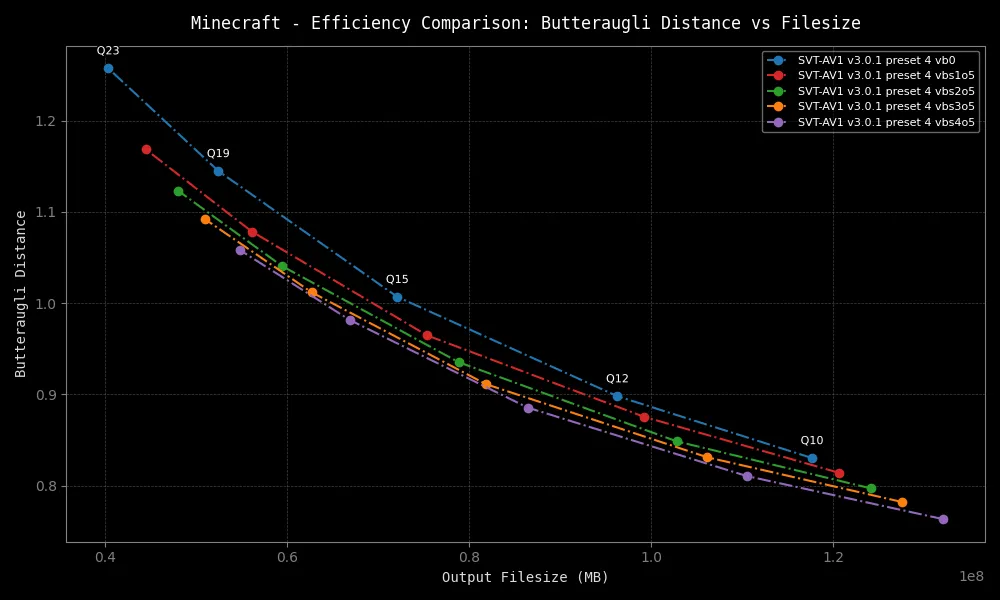 Minecraft - Efficiency Comparison: Butteraugli Distance vs Filesize
SVT-AV1 v3.0.1 preset 4 vb0
SVT-AV1 v3.0.1 preset 4 vbs1o5
SVT-AV1 v3.0.1 preset 4 vbs2o5
SVT-AV1 v3.0.1 preset 4 vbs3o5
SVT-AV1 v3.0.1 preset 4 vbs4o5
Q23
Q19
Q15
Q12
Q10
Butteraugli Distance
1.2
1.1
1.0
0.9
0.8
0.4 0.6 0.8 1.0 1.2
1e8
Output Filesize (MB)